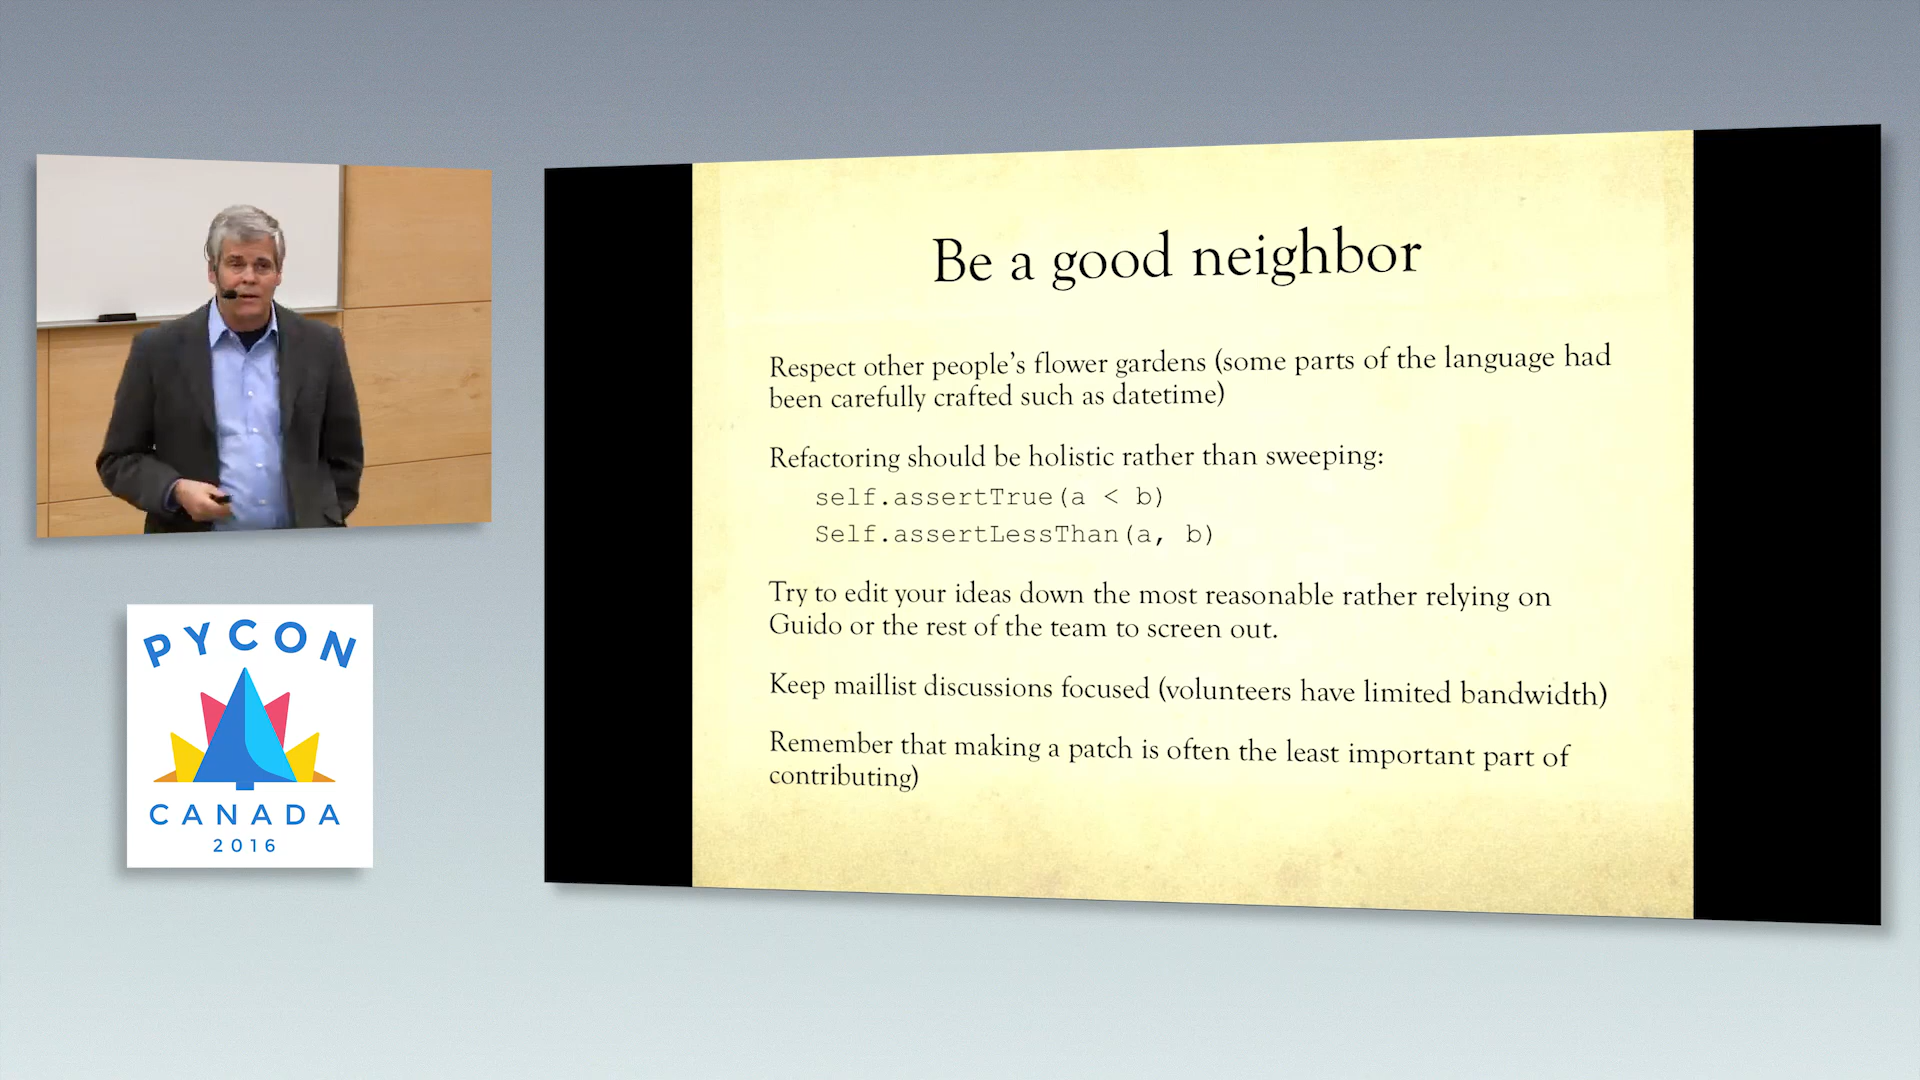 Be a good neighbor
Respect other people's flower gardens (some parts of the language had
been carefully crafted such as datetime)
Refactoring should be holistic rather than sweeping:
self.assertTrue(a < b)
Self.assertLessThan(a, b)
Try to edit your ideas down the most reasonable rather relying on
Guido or the rest of the team to screen out.
Keep maillist discussions focused (volunteers have limited bandwidth)
Remember that making a patch is often the least important part of
contributing)
PYCON
CANADA
2016